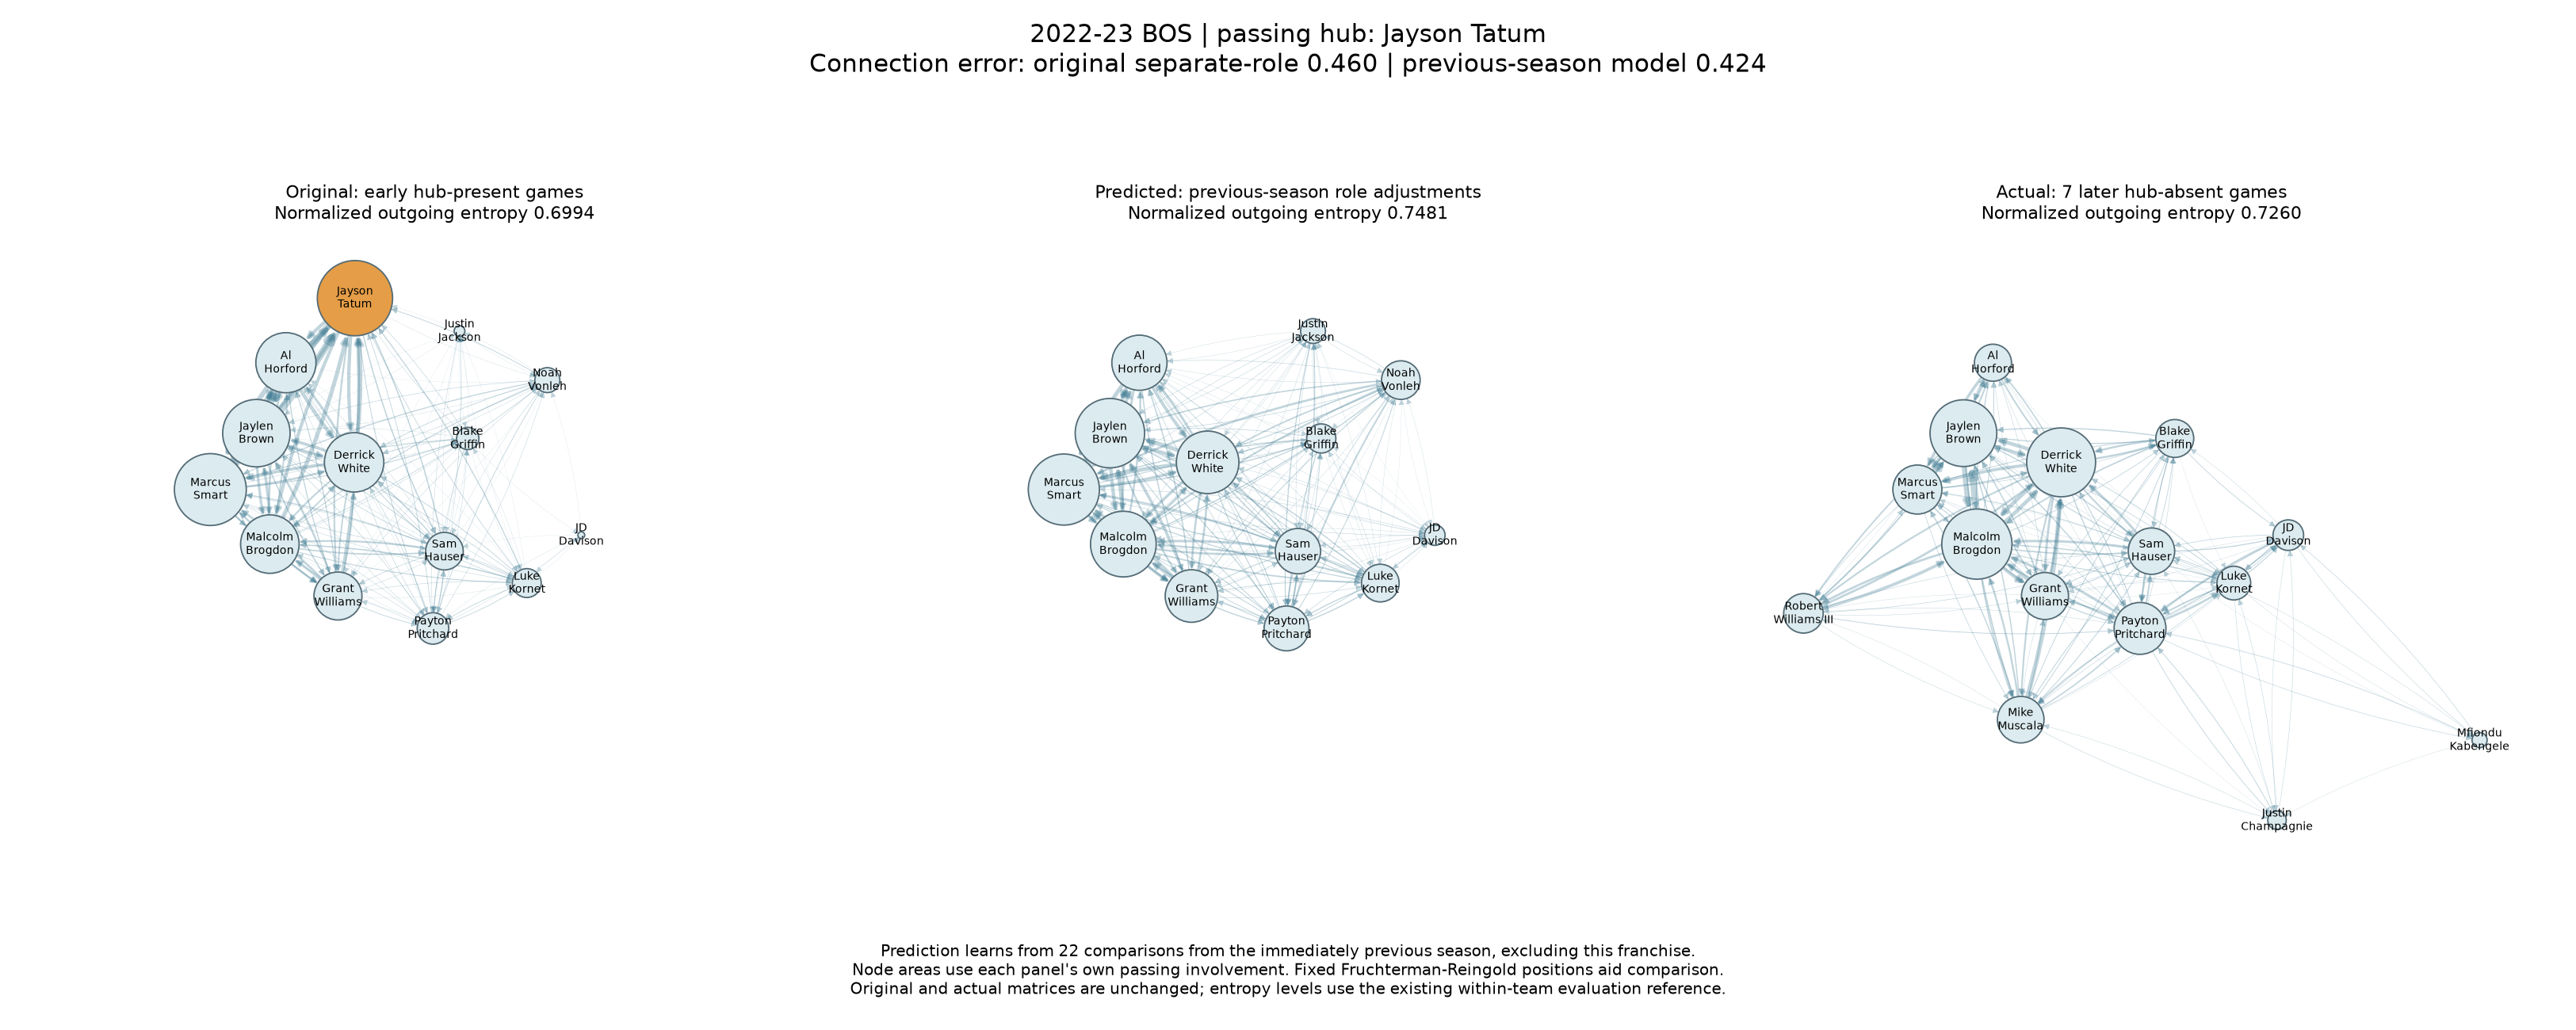 2022-23 BOS | passing hub: Jayson Tatum
Connection error: original separate-role 0.460 | previous-season model 0.424
Original: early hub-present games
Normalized outgoing entropy 0.6994
Jayson
Tatum
Justin
Jackson
Al
Horford
Noah
Vonleh
Jaylen
Brown
Blake
Griffin
Derrick
White
Marcus
Smart
Malcolm
Brogdon
Sam
Hauser
JD
Davison
Grant
Williams
Luke
Kornet
Payton
Pritchard
Predicted: previous-season role adjustments
Normalized outgoing entropy 0.7481
Justin
Jackson
Al
Horford
Noah
Vonleh
Jaylen
Brown
Blake
Griffin
Derrick
White
Marcus
Smart
Malcolm
Brogdon
Sam
Hauser
JD
Davison
Grant
Williams
Luke
Kornet
Payton
Pritchard
Actual: 7 later hub-absent games
Normalized outgoing entropy 0.7260
Al
Horford
Jaylen
Brown
Blake
Griffin
Derrick
White
Marcus
Smart
Malcolm
Brogdon
Sam
Hauser
JD
Davison
Grant
Williams
Luke
Kornet
Robert
Williams III
Payton
Pritchard
Mike
Muscala
Mfiondu
Kabengele
Justin
Champagnie
Prediction learns from 22 comparisons from the immediately previous season, excluding this franchise.
Node areas use each panel's own passing involvement. Fixed Fruchterman-Reingold positions aid comparison.
Original and actual matrices are unchanged; entropy levels use the existing within-team evaluation reference.